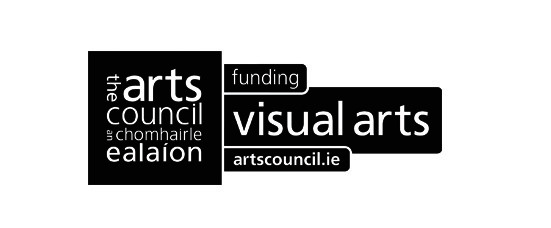 the arts
council
an chomhairle
ealaíon
funding
visual arts
artscouncil.ie